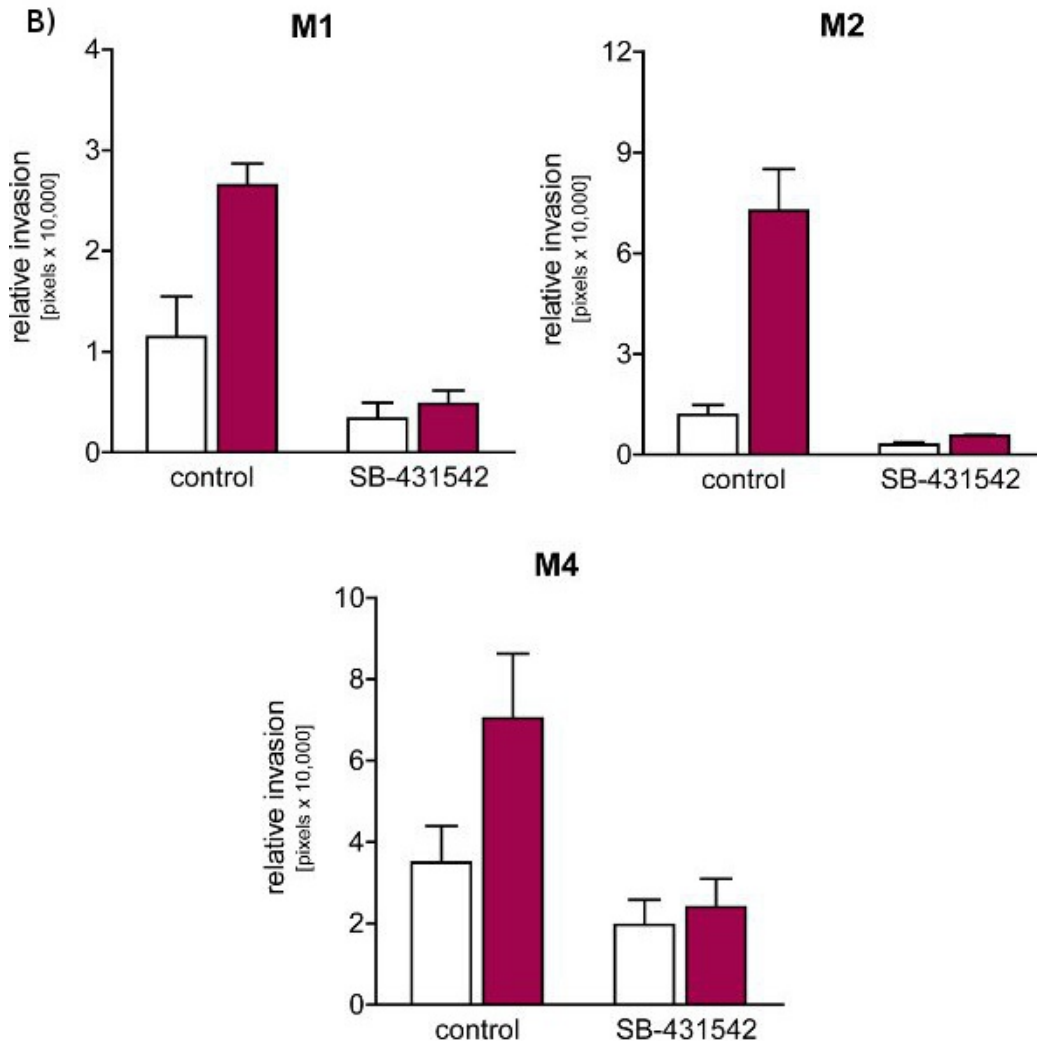 B)
M1
4
3
2
1
0
relative invasion
[pixels x 10,000]
control
SB-431542
M2
12
9
6
3
0
relative invasion
[pixels x 10,000]
control
SB-431542
M4
10
8
6
4
2
0
relative invasion
[pixels x 10,000]
control
SB-431542